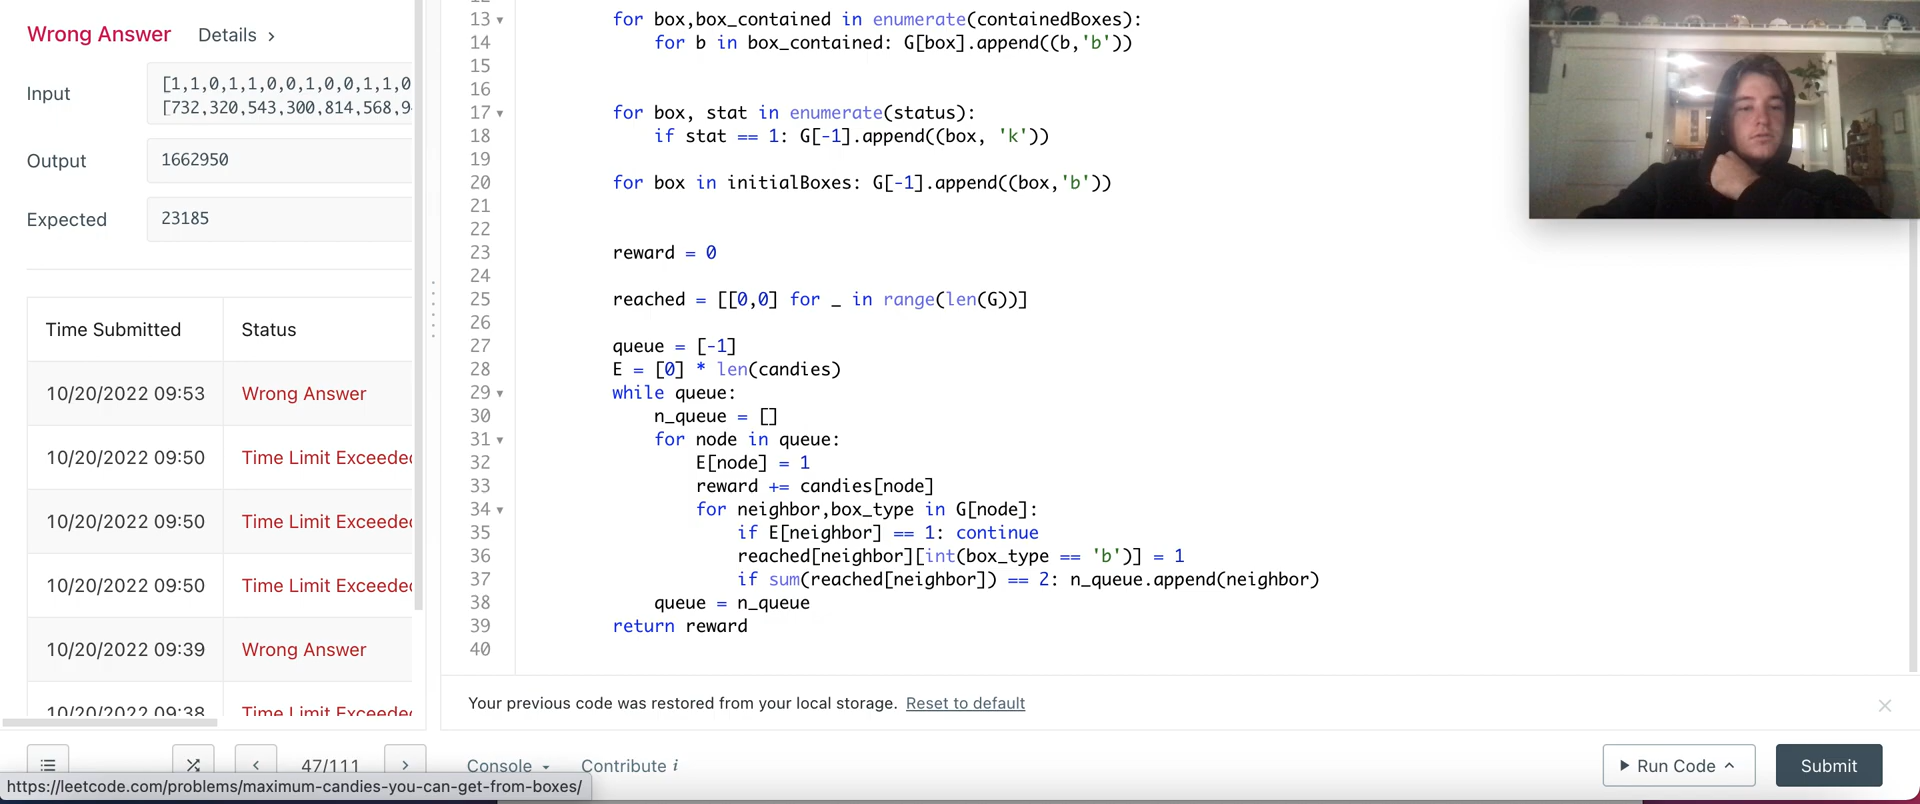 Wrong Answer Details >
Input
[1,1,0,1,1,0,0,1,0,0,1,1,0
[732,320,543,300,814,568,9
Output 1662950
Expected 23185
Time Submitted Status
10/20/2022 09:53 Wrong Answer
10/20/2022 09:50 Time Limit Exceeded
10/20/2022 09:50 Time Limit Exceeded
10/20/2022 09:50 Time Limit Exceeded
10/20/2022 09:39 Wrong Answer
10/20/2022 09:38 Time Limit Exceeded
12
13 for box,box_contained in enumerate(containedBoxes):
14 for b in box_contained: G[box].append((b,'b'))
15
16
17 for box, stat in enumerate(status):
18 if stat == 1: G[-1].append((box, 'k'))
19
20 for box in initialBoxes: G[-1].append((box,'b'))
21
22
23 reward = 0
24
25 reached = [[0,0] for _ in range(len(G))]
26
27 queue = [-1]
28 E = [0] * len(candies)
29 while queue:
30 n_queue = []
31 for node in queue:
32 E[node] = 1
33 reward += candies[node]
34 for neighbor,box_type in G[node]:
35 if E[neighbor] == 1: continue
36 reached[neighbor][int(box_type == 'b')] = 1
37 if sum(reached[neighbor]) == 2: n_queue.append(neighbor)
38 queue = n_queue
39 return reward
40
Your previous code was restored from your local storage. Reset to default
47/111
Console Contribute i
Run Code Submit
https://leetcode.com/problems/maximum-candies-you-can-get-from-boxes/